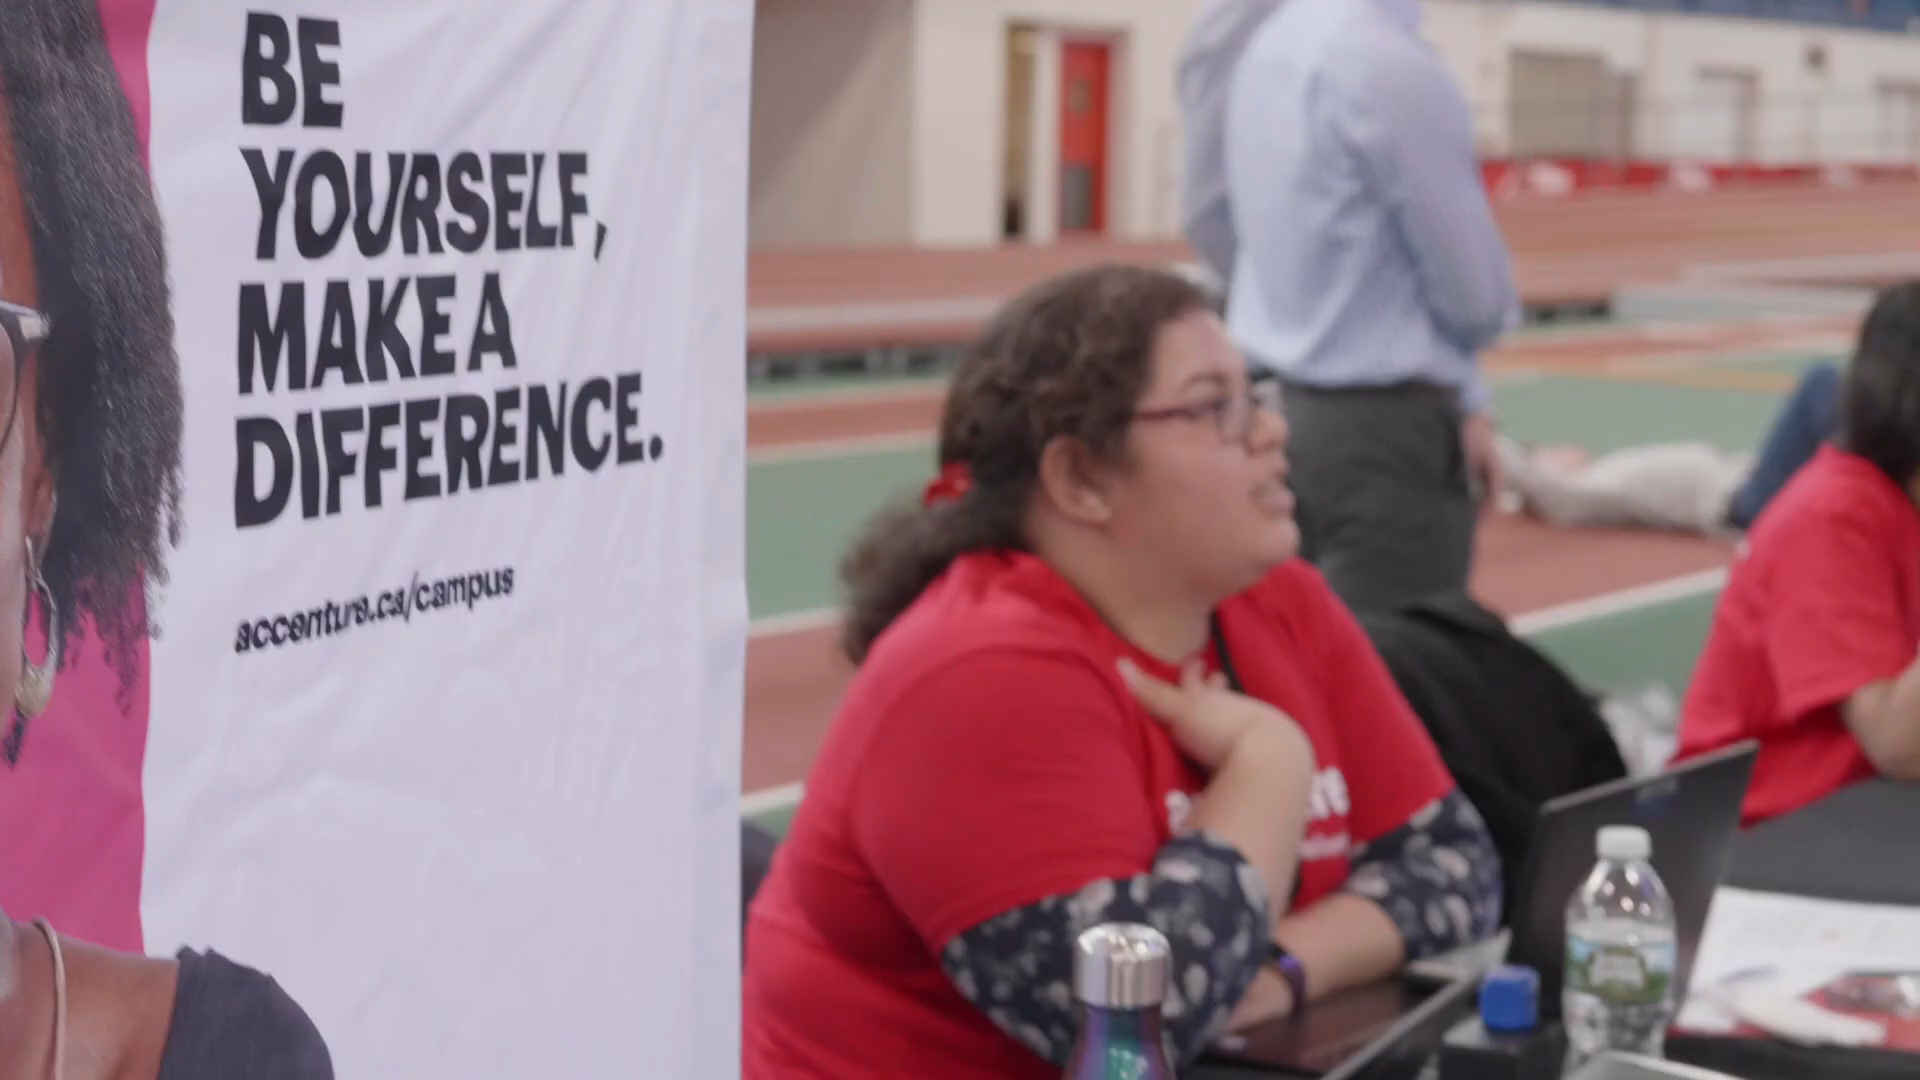 BE
YOURSELF,
MAKE A
DIFFERENCE.
accenture.ca/campus